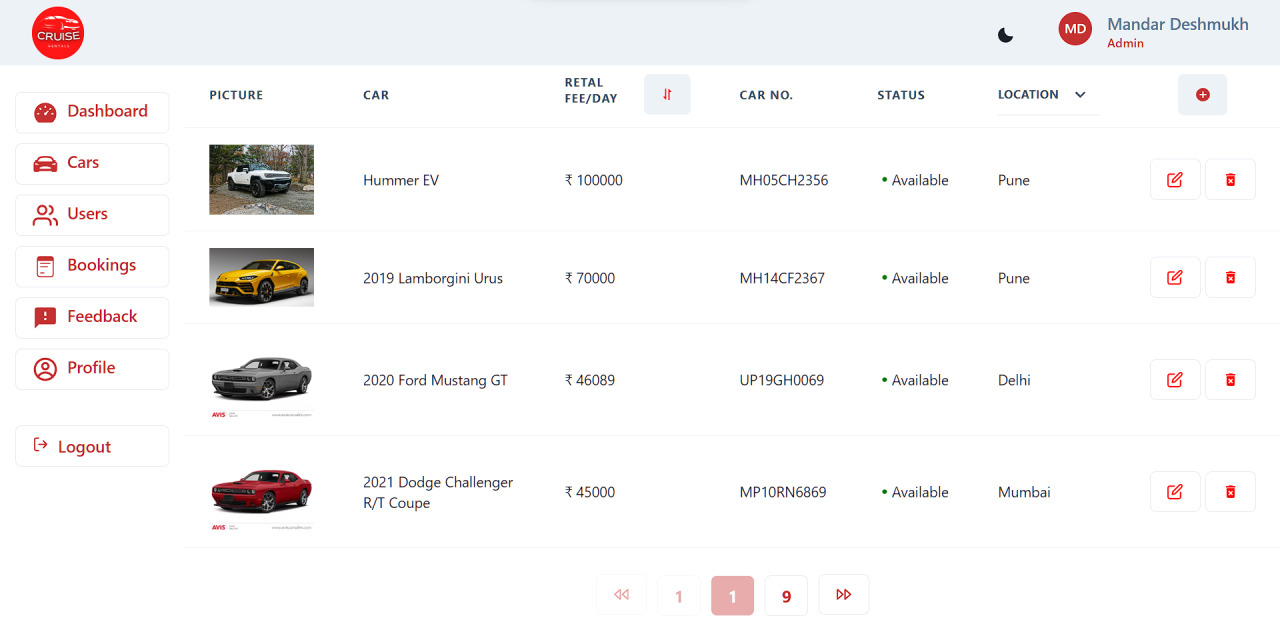 CRUISE
RENTALS
MD
Mandar Deshmukh
Admin
Dashboard
Cars
Users
Bookings
Feedback
Profile
Logout
PICTURE CAR RETAL FEE/DAY CAR NO. STATUS LOCATION
Hummer EV ₹ 100000 MH05CH2356 • Available Pune
2019 Lamborgini Urus ₹ 70000 MH14CF2367 • Available Pune
2020 Ford Mustang GT ₹ 46089 UP19GH0069 • Available Delhi
AVIS
2021 Dodge Challenger
R/T Coupe ₹ 45000 MP10RN6869 • Available Mumbai
AVIS
1 1 9